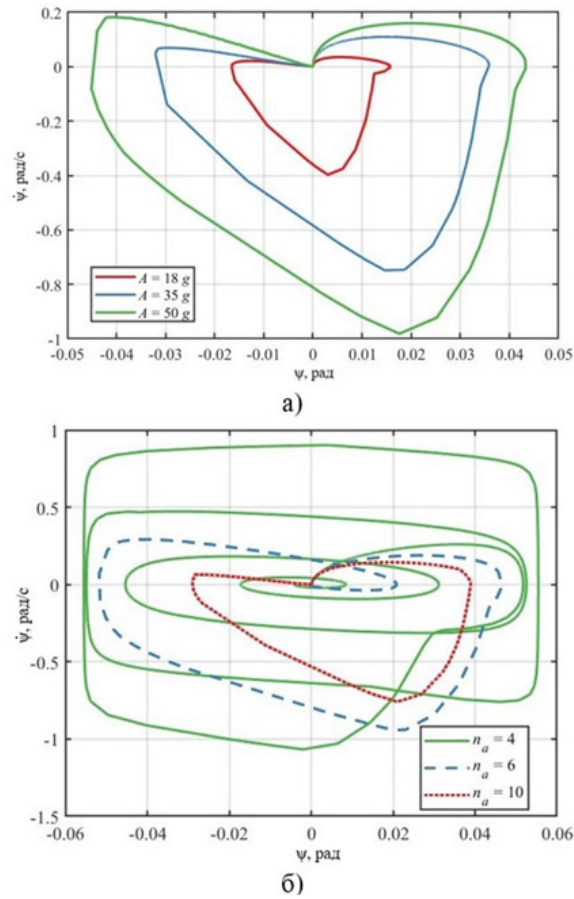 0.2
0
-0.2
-0.4
-0.6
-0.8
-1
ψ̇, рад/с
A = 18 g
A = 35 g
A = 50 g
-0.05 -0.04 -0.03 -0.02 -0.01 0 0.01 0.02 0.03 0.04 0.05
ψ, рад
а)
1
0.5
0
-0.5
-1
-1.5
ψ̇, рад/с
n_a = 4
n_a = 6
n_a = 10
-0.06 -0.04 -0.02 0 0.02 0.04 0.06
ψ, рад
б)